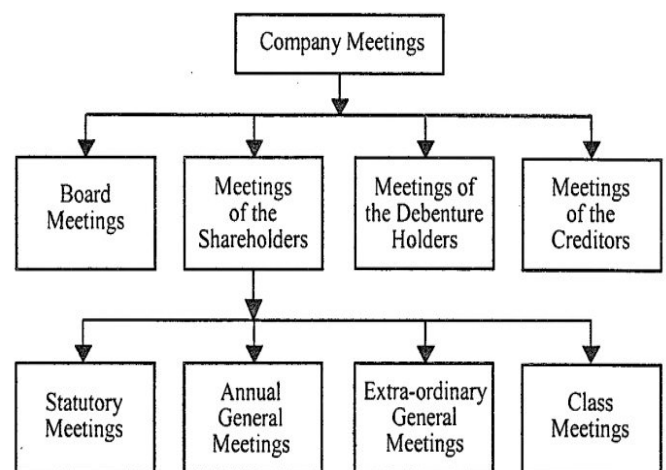 Company Meetings
Board
Meetings
Meetings
of the
Shareholders
Meetings of
the Debenture
Holders
Meetings
of the
Creditors
Statutory
Meetings
Annual
General
Meetings
Extra-ordinary
General
Meetings
Class
Meetings